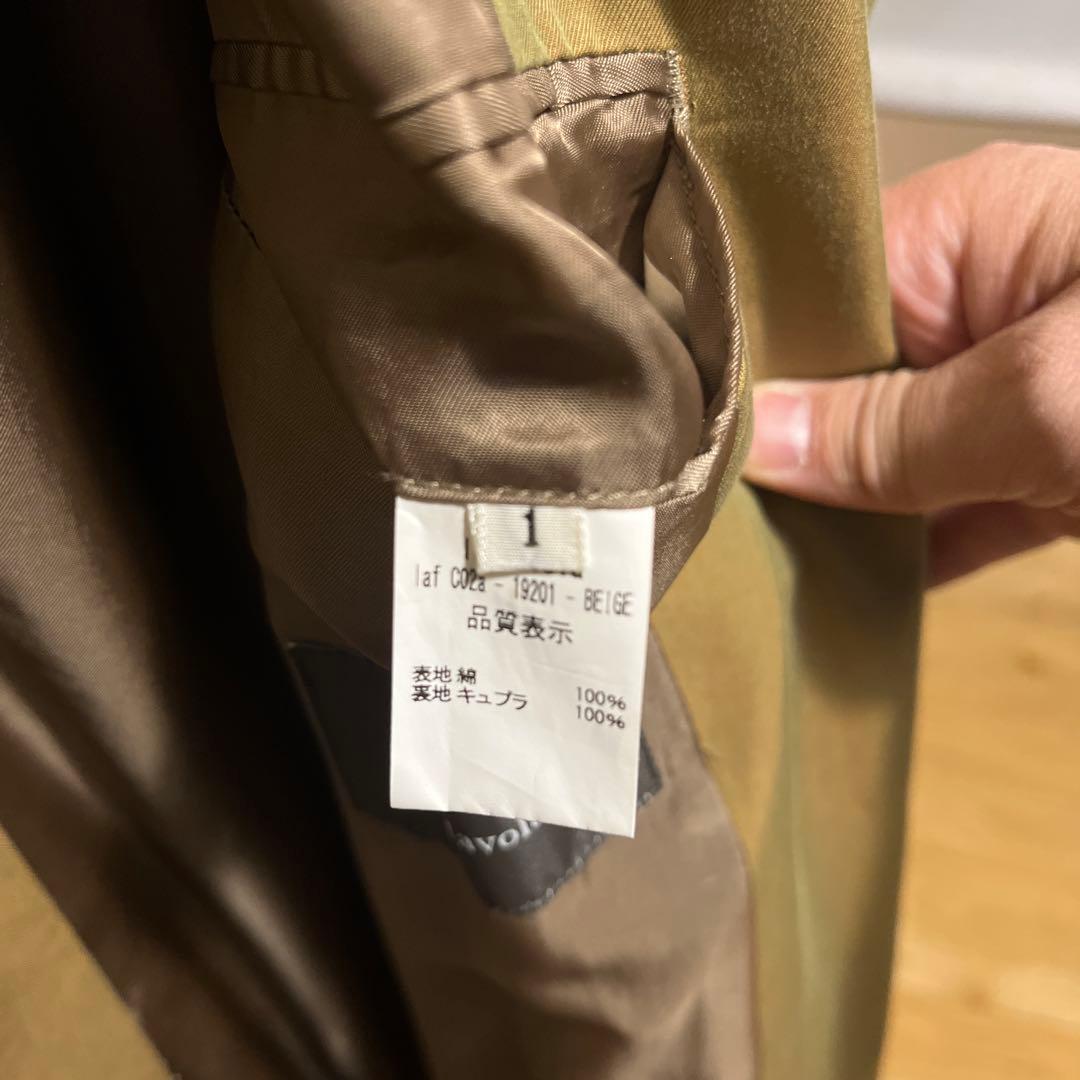 1
laf C02a - 19201 - BEIGE
品質表示
表地 綿 100%
裏地 キュプラ 100%